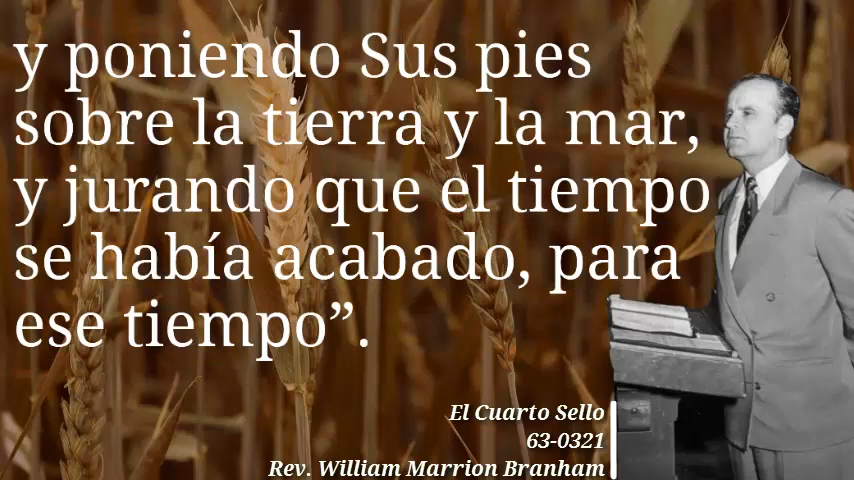 y poniendo Sus pies
sobre la tierra y la mar,
y jurando que el tiempo
se había acabado, para
ese tiempo”.
El Cuarto Sello
63-0321
Rev. William Marrion Branham